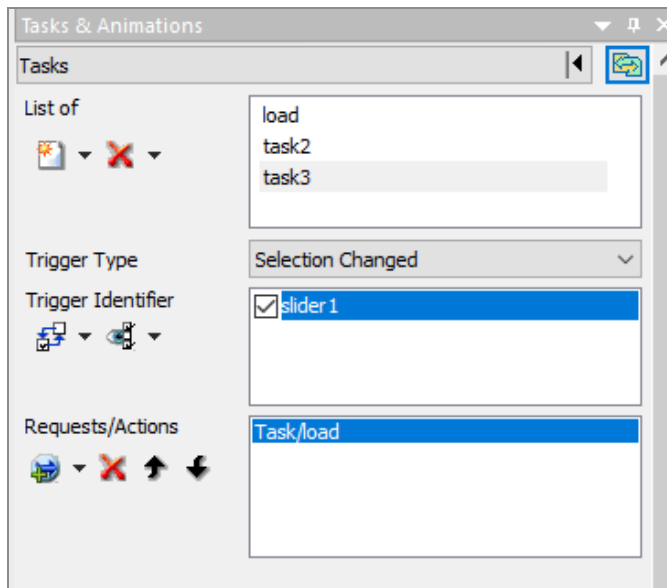 Tasks & Animations
Tasks
List of
load
task2
task3
Trigger Type
Selection Changed
Trigger Identifier
slider1
Requests/Actions
Task/load